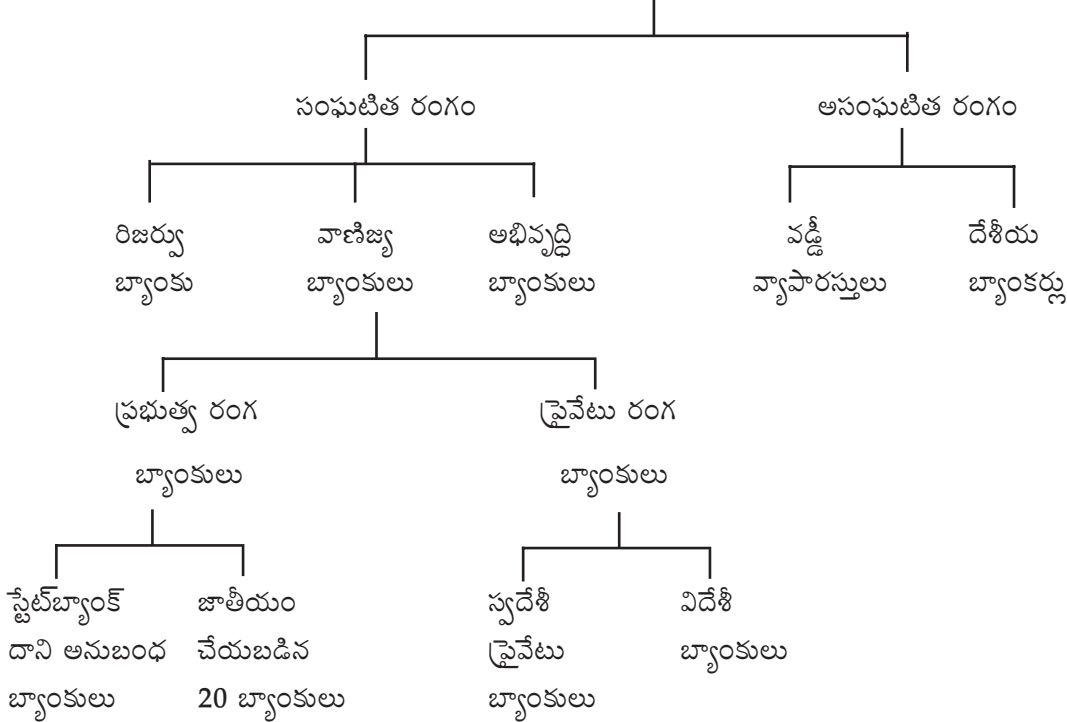 సంఘటిత రంగం
అసంఘటిత రంగం
రిజర్వు
బ్యాంకు
వాణిజ్య
బ్యాంకులు
అభివృద్ధి
బ్యాంకులు
వడ్డీ
వ్యాపారస్తులు
దేశీయ
బ్యాంకర్లు
ప్రభుత్వ రంగ
బ్యాంకులు
ప్రైవేటు రంగ
బ్యాంకులు
స్టేట్‌బ్యాంక్
దాని అనుబంధ
బ్యాంకులు
జాతీయం
చేయబడిన
20 బ్యాంకులు
స్వదేశీ
ప్రైవేటు
బ్యాంకులు
విదేశీ
బ్యాంకులు